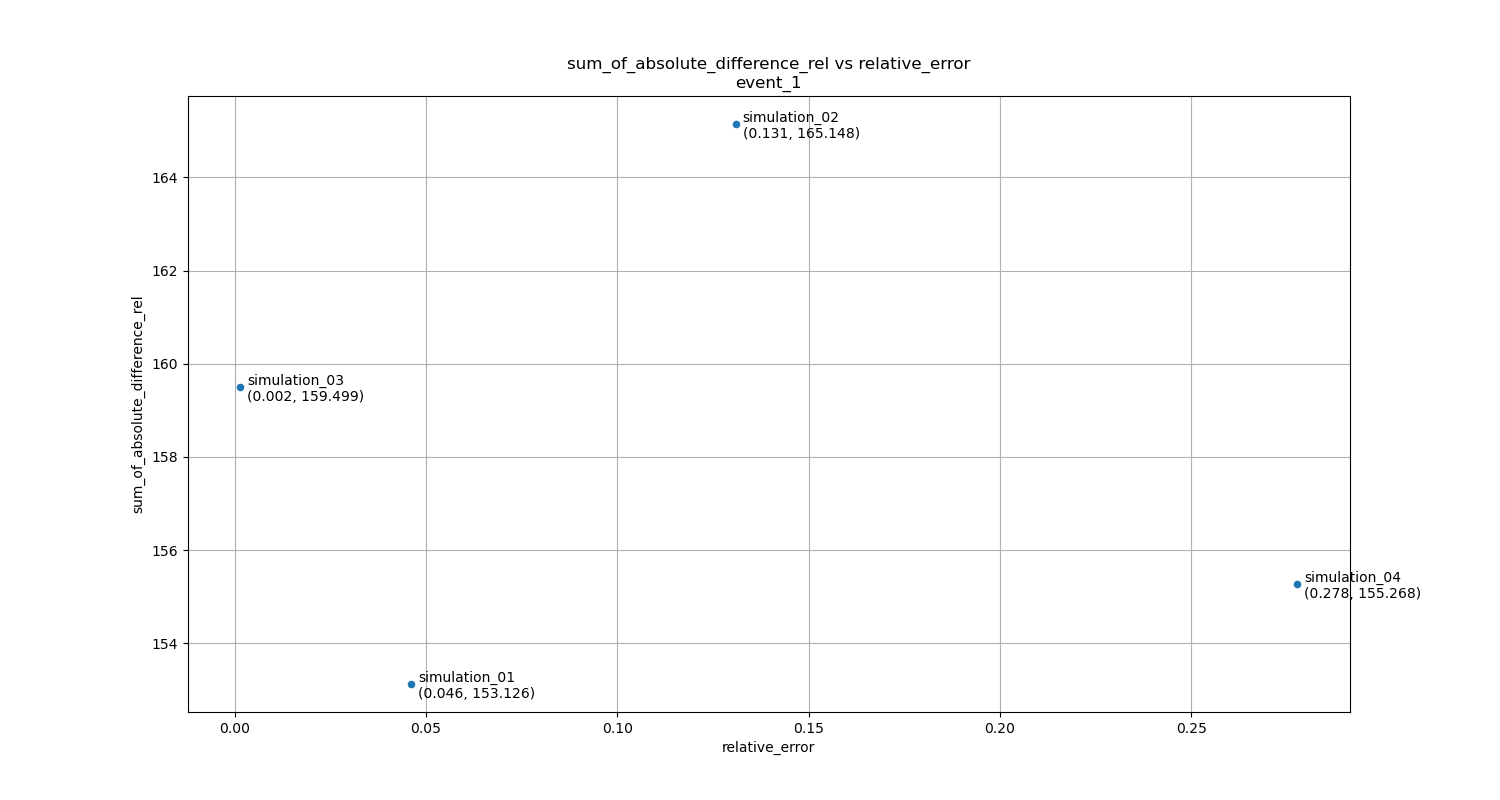 sum_of_absolute_difference_rel vs relative_error
event_1
simulation_02
(0.131, 165.148)
164
162
160
158
156
154
sum_of_absolute_difference_rel
simulation_03
(0.002, 159.499)
simulation_04
(0.278, 155.268)
simulation_01
(0.046, 153.126)
0.00
0.05
0.10
0.15
0.20
0.25
relative_error